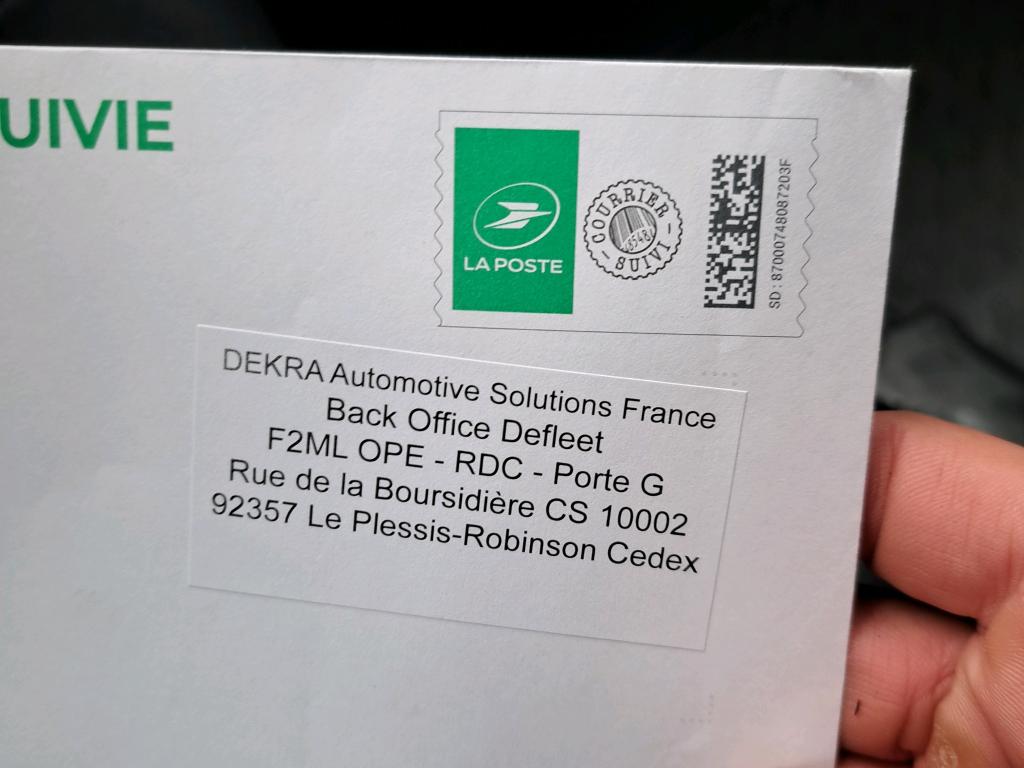 UIVIE
LA POSTE
COURRIER
SUIVI
SD : 87000748087203F
DEKRA Automotive Solutions France
Back Office Defleet
F2ML OPE - RDC - Porte G
Rue de la Boursidière CS 10002
92357 Le Plessis-Robinson Cedex